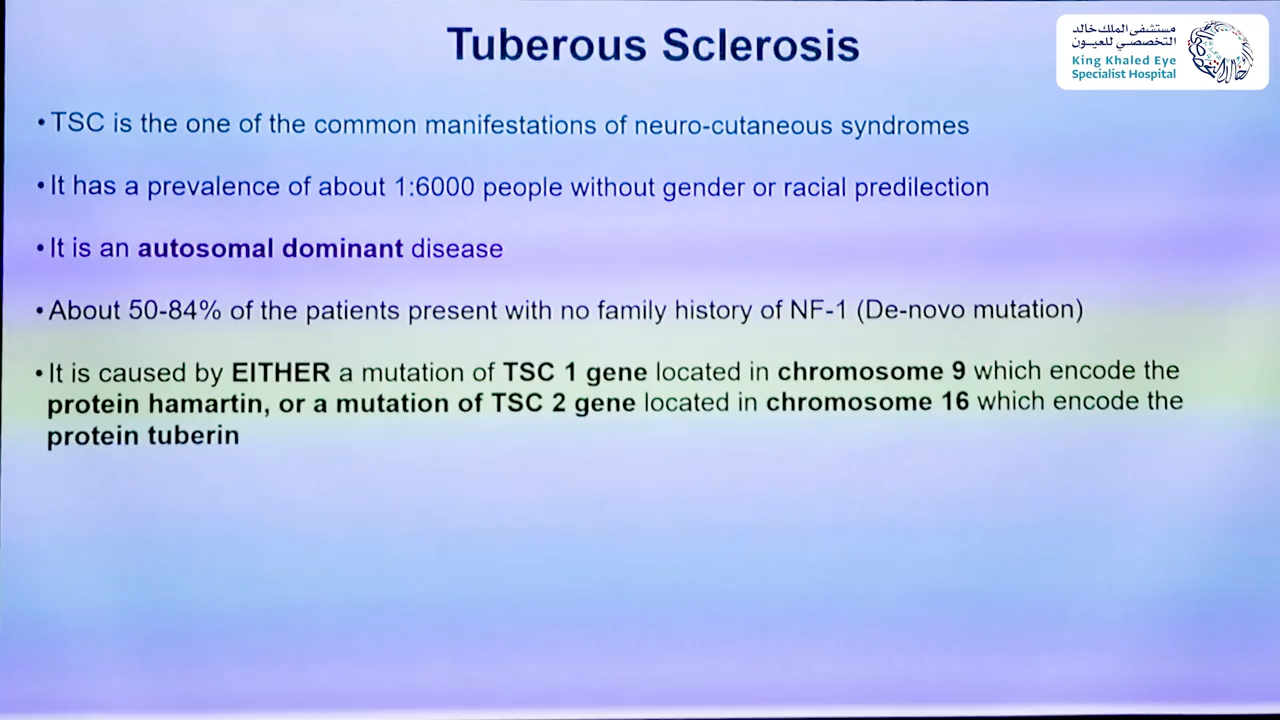 Tuberous Sclerosis
مستشفى الملك خالد
التخصصي للعيون
King Khaled Eye
Specialist Hospital
• TSC is the one of the common manifestations of neuro-cutaneous syndromes
• It has a prevalence of about 1:6000 people without gender or racial predilection
• It is an autosomal dominant disease
• About 50-84% of the patients present with no family history of NF-1 (De-novo mutation)
• It is caused by EITHER a mutation of TSC 1 gene located in chromosome 9 which encode the
protein hamartin, or a mutation of TSC 2 gene located in chromosome 16 which encode the
protein tuberin